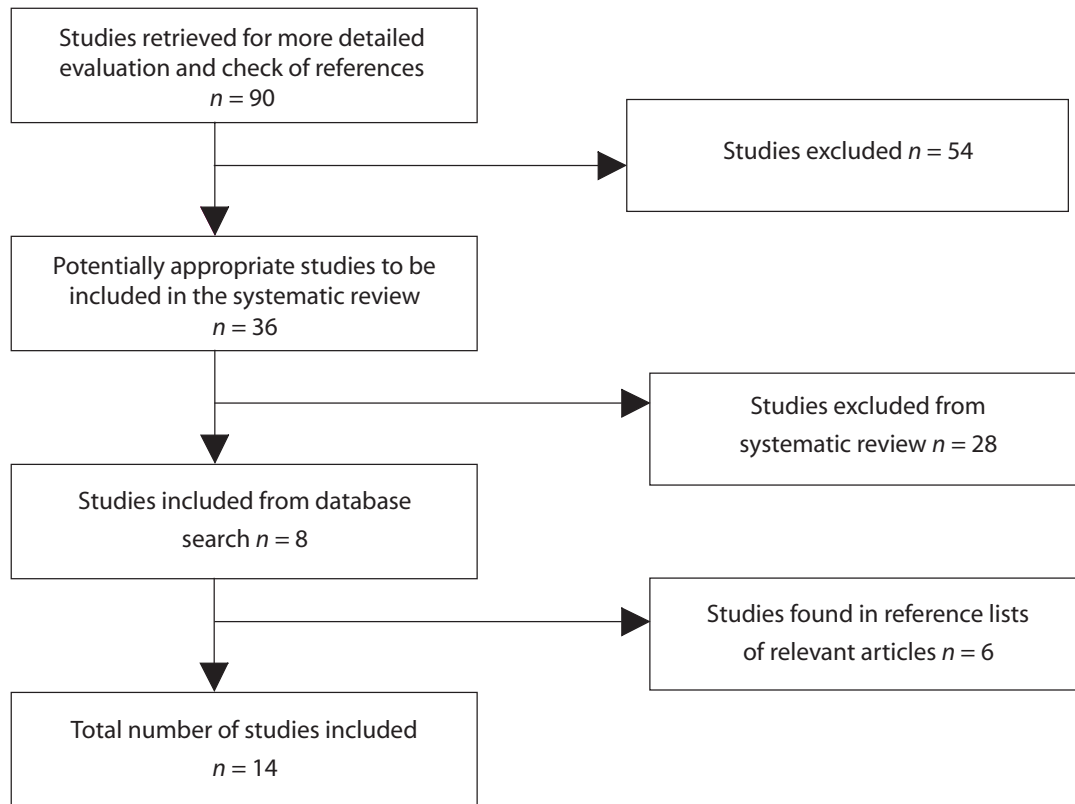 Studies retrieved for more detailed
evaluation and check of references
n = 90
Studies excluded n = 54
Potentially appropriate studies to be
included in the systematic review
n = 36
Studies excluded from
systematic review n = 28
Studies included from database
search n = 8
Studies found in reference lists
of relevant articles n = 6
Total number of studies included
n = 14